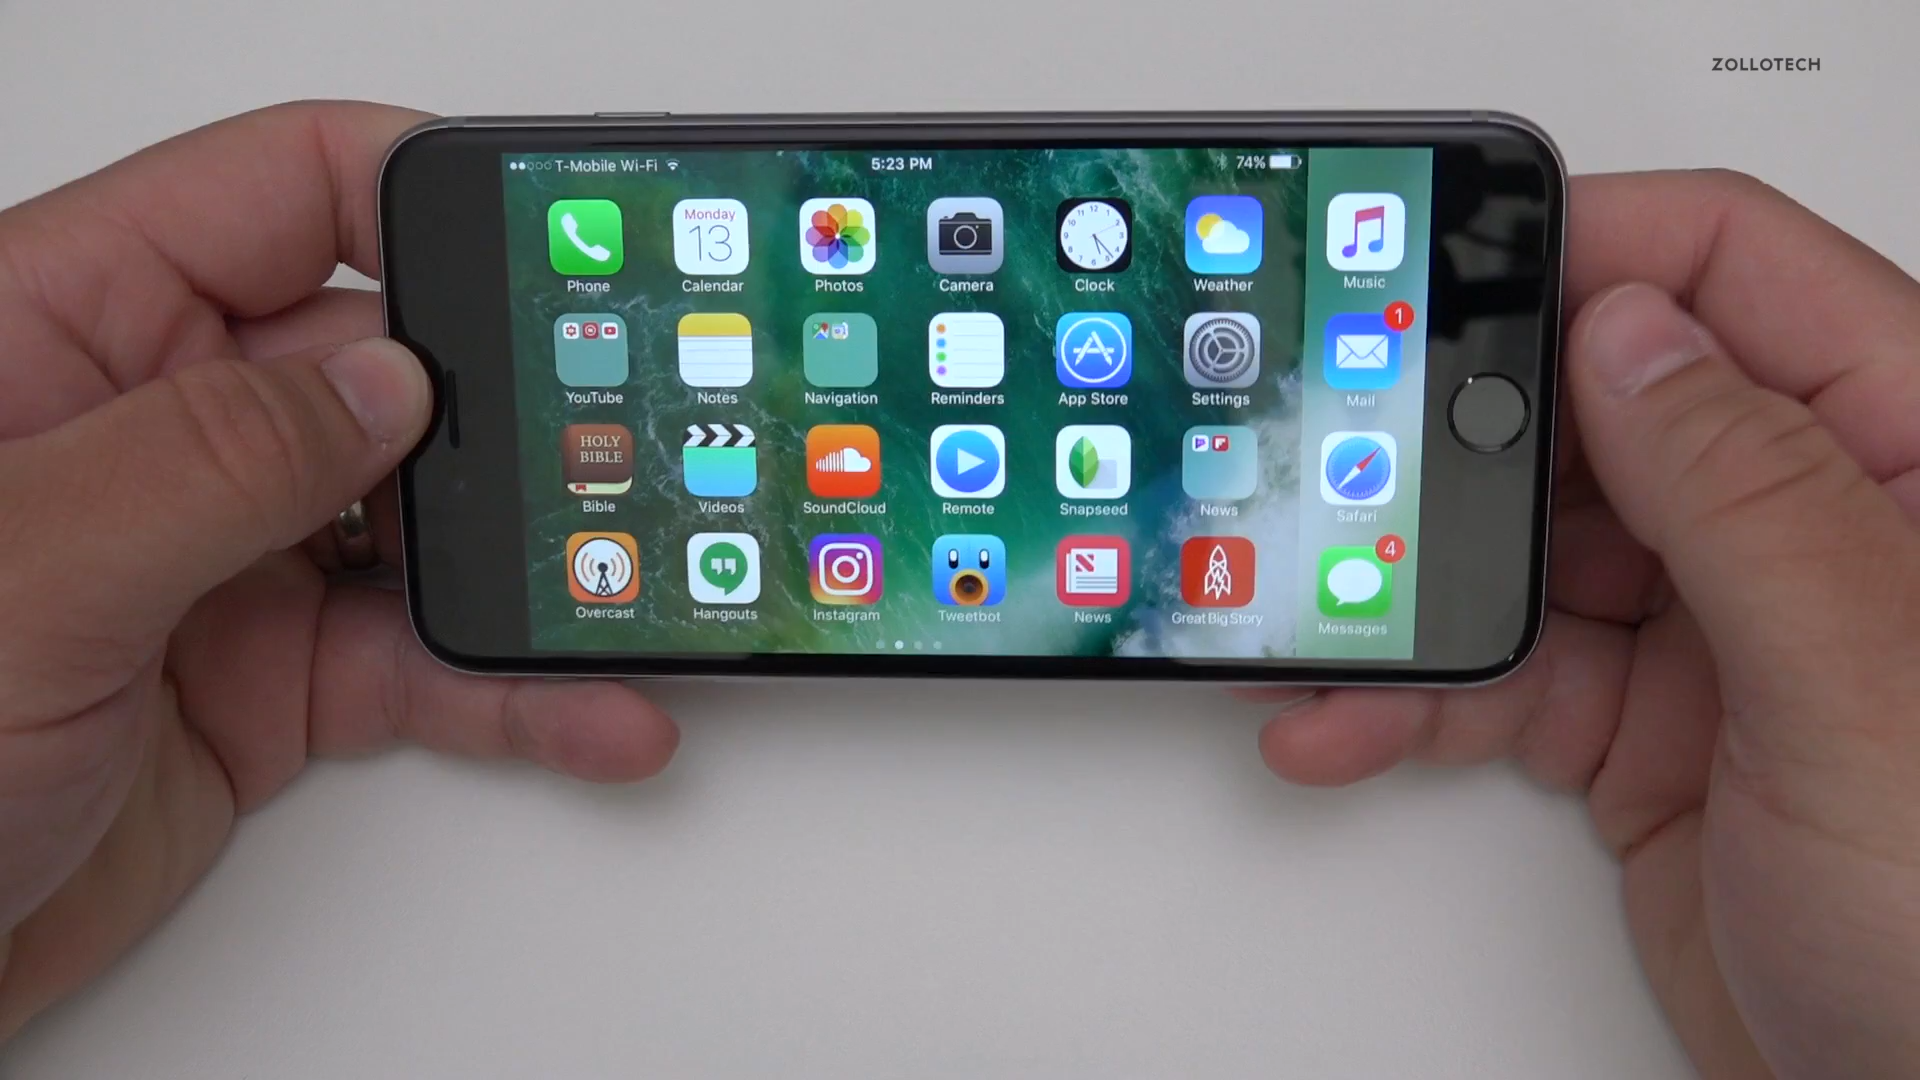 ZOLLOTECH
T-Mobile Wi-Fi 5:23 PM 74%
Monday
13
Phone Calendar Photos Camera Clock Weather Music
1
YouTube Notes Navigation Reminders App Store Settings Mail
HOLY
BIBLE
Bible Videos SoundCloud Remote Snapseed News Safari
4
Overcast Hangouts Instagram Tweetbot News Great Big Story Messages